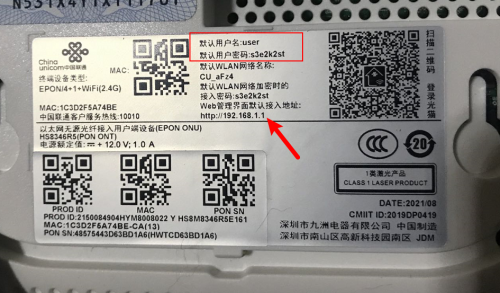 N531X411X111701
China
unicom中国联通
终端设备类型:
EPON/4+1+WiFi(2.4G)
MAC:
MAC:1C3D2F5A74BE
中国联通客户服务热线:10010
默认用户名:user
默认用户密码:s3e2k2st
默认WLAN网络名称:
CU_aFz4
默认WLAN网络加密时的
接入密码:s3e2k2st
Web管理界面默认接入地址:
http://192.168.1.1
扫描二维码 登录光猫
以太网无源光纤接入用户端设备(EPON ONU)
HS8346R5(PON ONT)
电源额定值: +12.0V; 1.0 A
CCC
20
1类激光产品
CLASS 1 LASER PRODUCT
PROD ID
MAC
PON SN
PROD ID:2150084904HYM8008022 Y HS8M8346R5E161
MAC:1C3D2F5A74BE-CA(13)
PON SN:48575443D63BD1A6(HWTCD63BD1A6)
DATE:2021/08
CMIIT ID:2019DP0419
深圳市九洲电器有限公司 中国制造
深圳市南山区高新科技园南区 JDM